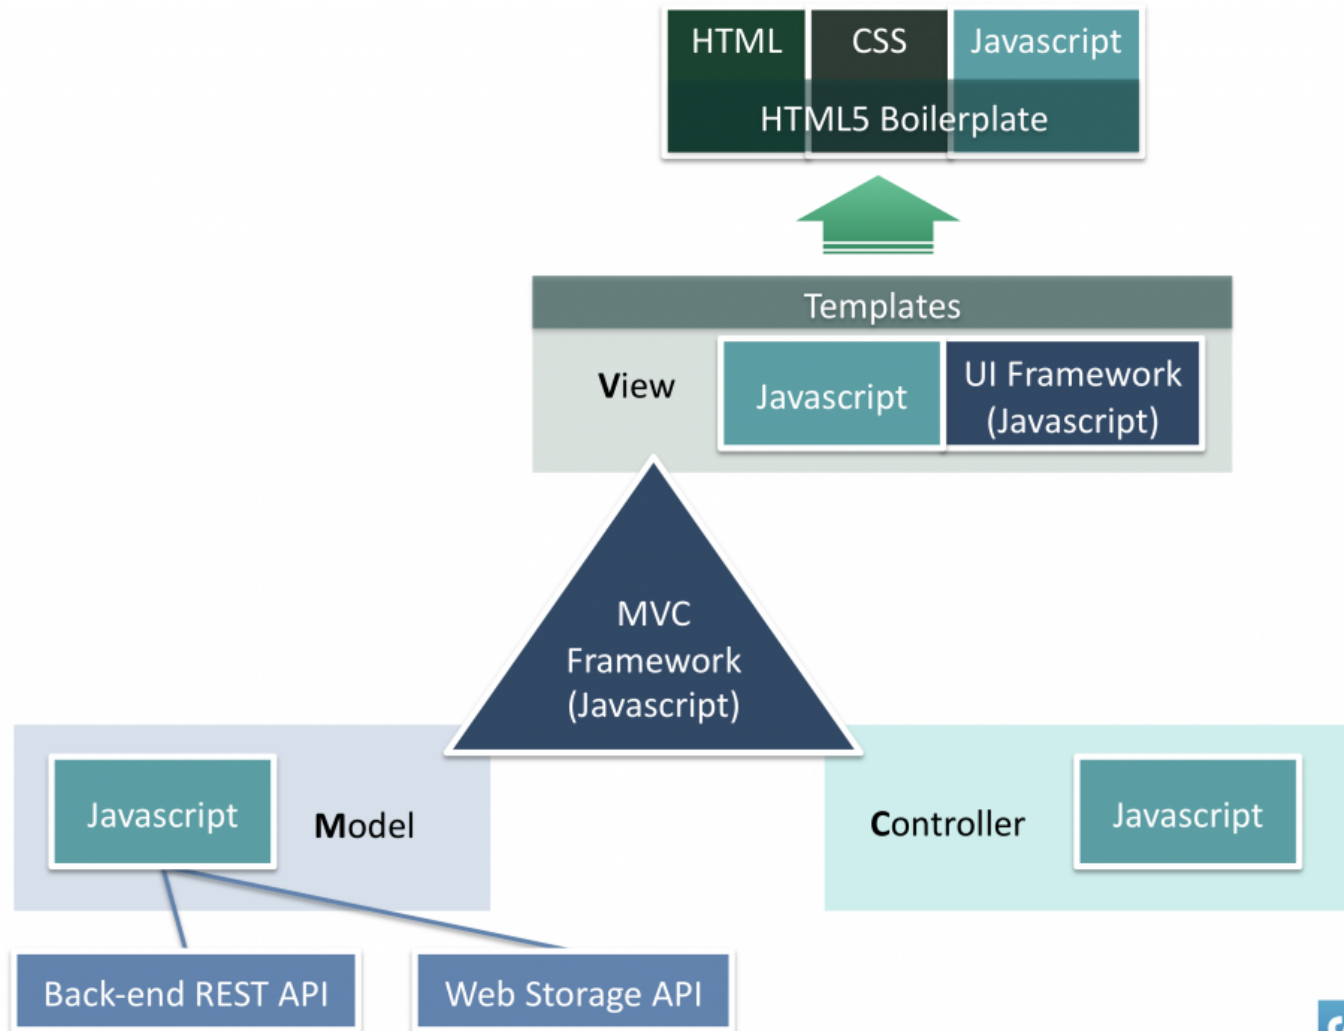 HTML
CSS
Javascript
HTML5 Boilerplate
Templates
View
Javascript
UI Framework
(Javascript)
MVC
Framework
(Javascript)
Javascript
Model
Controller
Javascript
Back-end REST API
Web Storage API